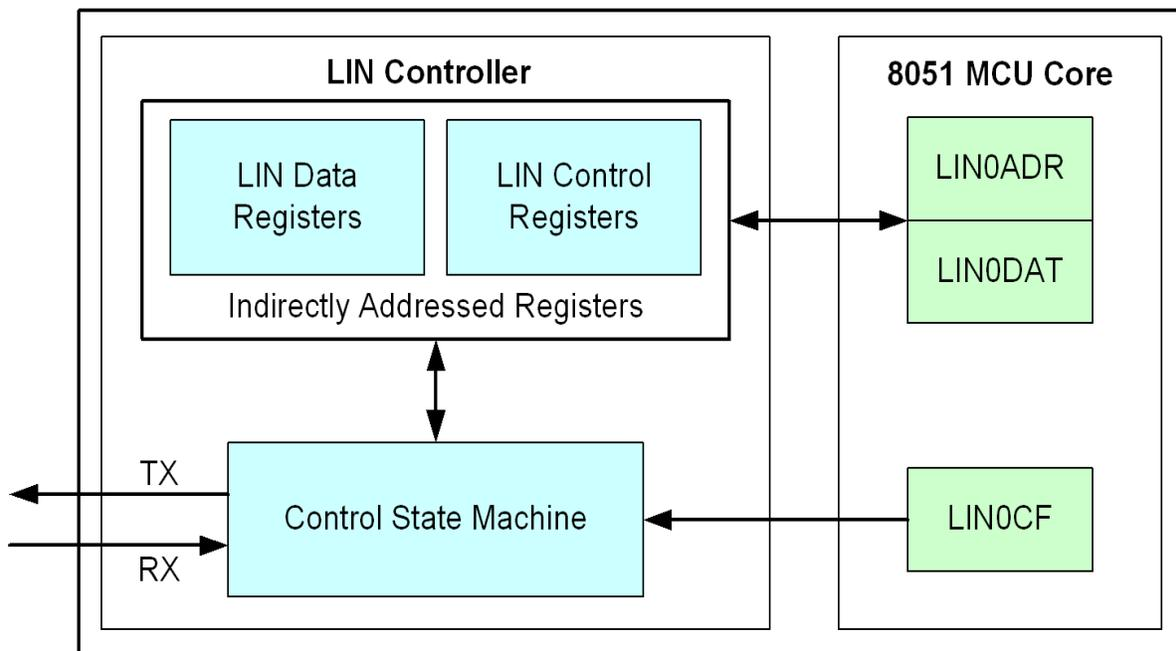 LIN Controller
8051 MCU Core
LIN Data
Registers
LIN Control
Registers
Indirectly Addressed Registers
LIN0ADR
LIN0DAT
TX
RX
Control State Machine
LIN0CF